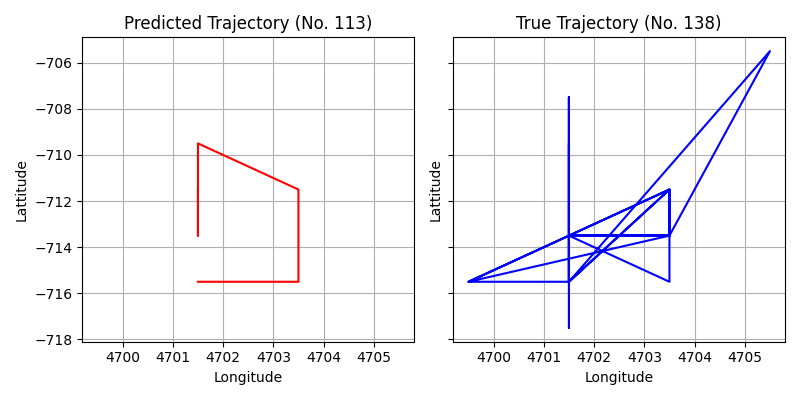 Predicted Trajectory (No. 113)
True Trajectory (No. 138)
−706
−708
−710
−712
−714
−716
−718
Lattitude
Lattitude
4700 4701 4702 4703 4704 4705
4700 4701 4702 4703 4704 4705
Longitude
Longitude